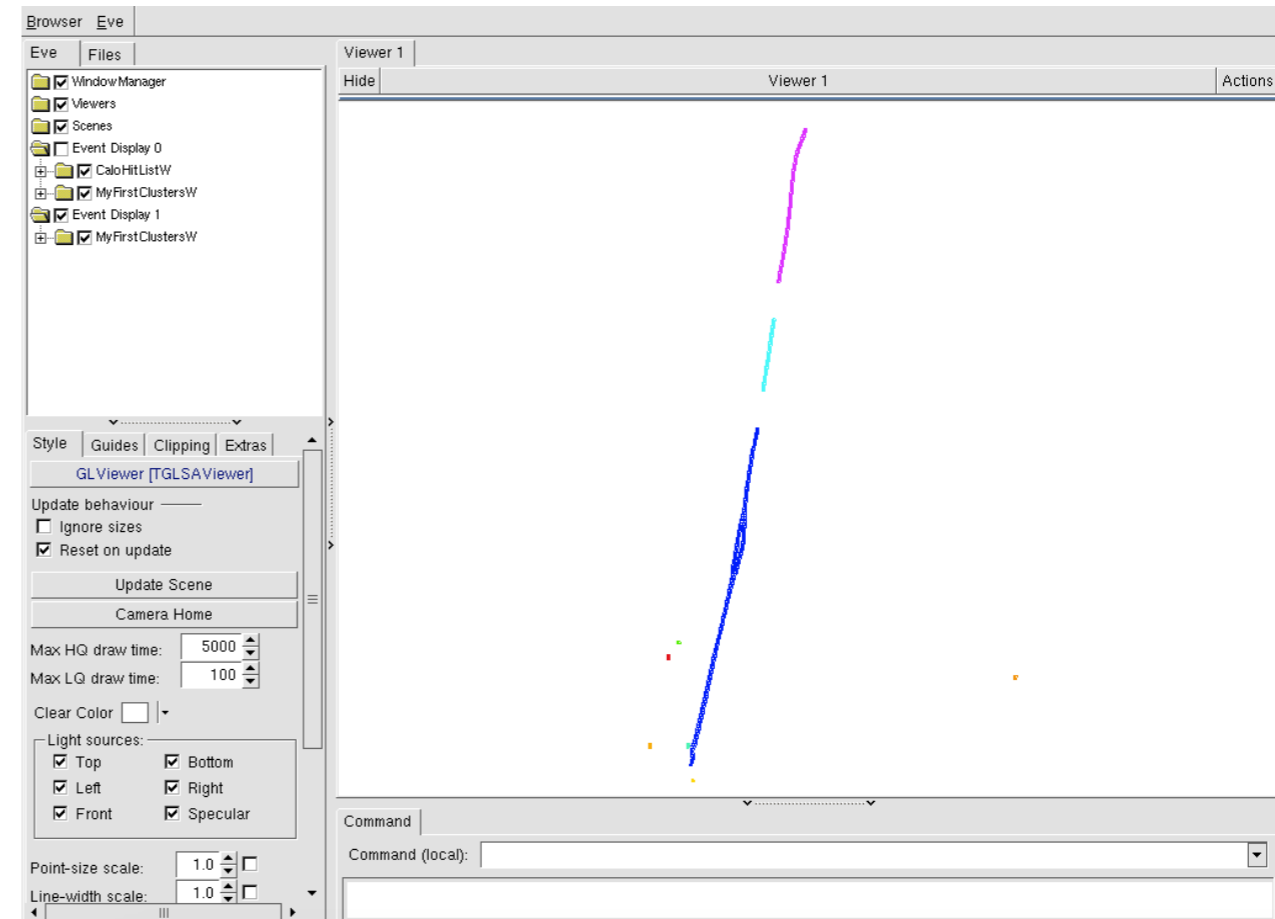 Browser Eve
Eve Files
WindowManager
Viewers
Scenes
Event Display 0
CaloHitListW
MyFirstClustersW
Event Display 1
MyFirstClustersW
Style Guides Clipping Extras
GLViewer [TGLSAViewer]
Update behaviour
Ignore sizes
Reset on update
Update Scene
Camera Home
Max HQ draw time: 5000
Max LQ draw time: 100
Clear Color
Light sources:
Top Bottom
Left Right
Front Specular
Point-size scale: 1.0
Line-width scale: 1.0
Viewer 1
Hide Viewer 1 Actions
Command
Command (local):